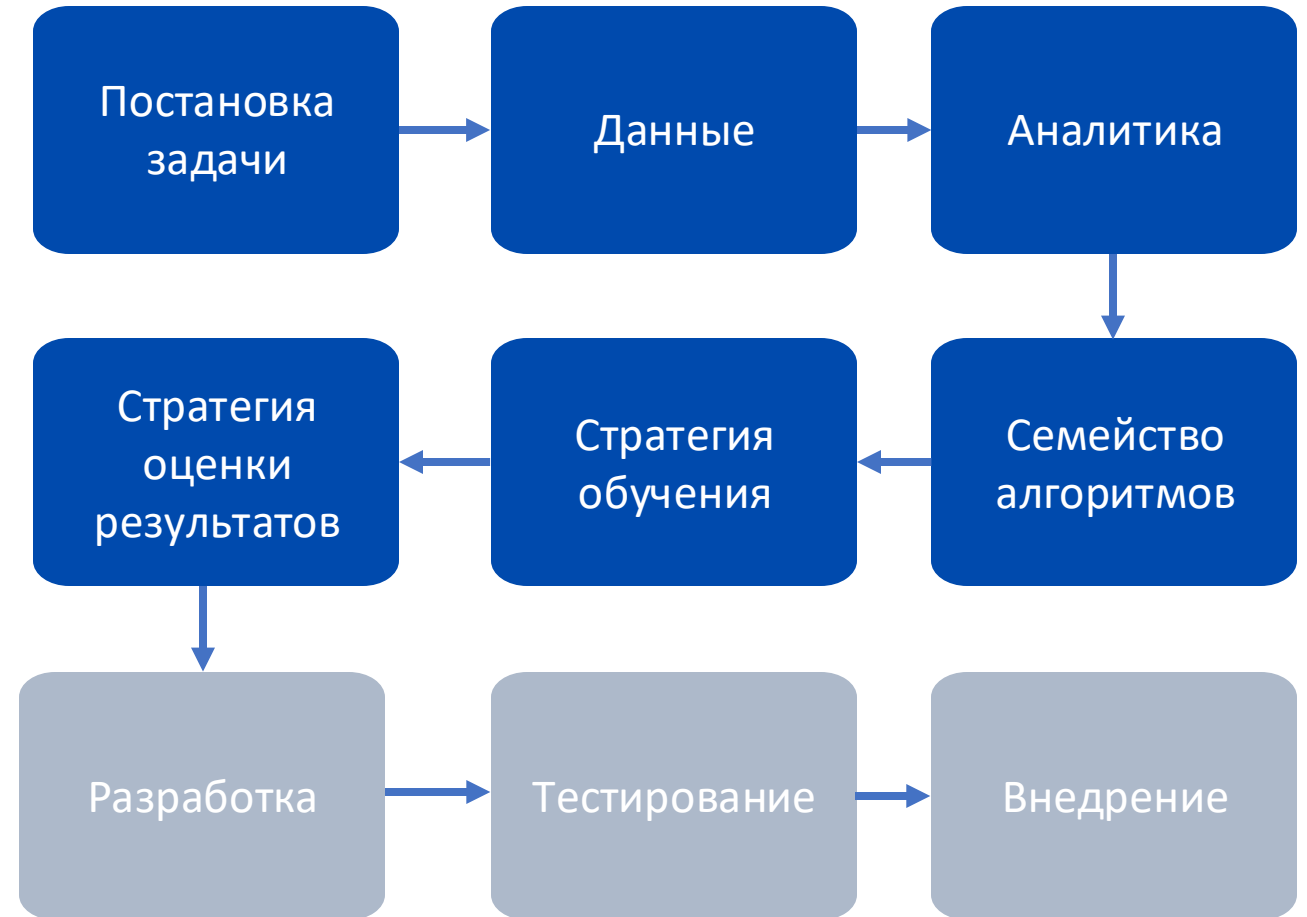 Постановка
задачи
Данные
Аналитика
Стратегия
оценки
результатов
Стратегия
обучения
Семейство
алгоритмов
Разработка
Тестирование
Внедрение